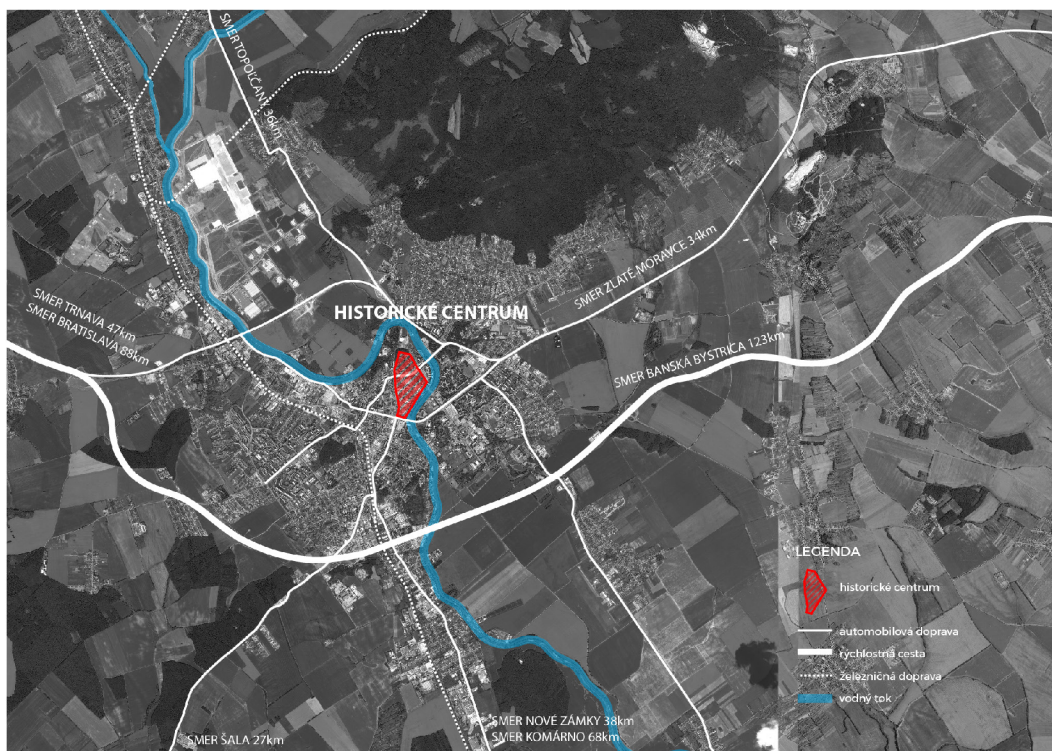 SMER TOPOĽČANY 36km
SMER ZLATÉ MORAVCE 34km
SMER TRNAVA 47km
SMER BRATISLAVA 89km
HISTORICKÉ CENTRUM
SMER BANSKÁ BYSTRICA 123km
SMER NOVÉ ZÁMKY 38km
SMER KOMÁRNO 68km
SMER ŠALA 27km
LEGENDA
historické centrum
automobilová doprava
rýchlostná cesta
železničná doprava
vodný tok